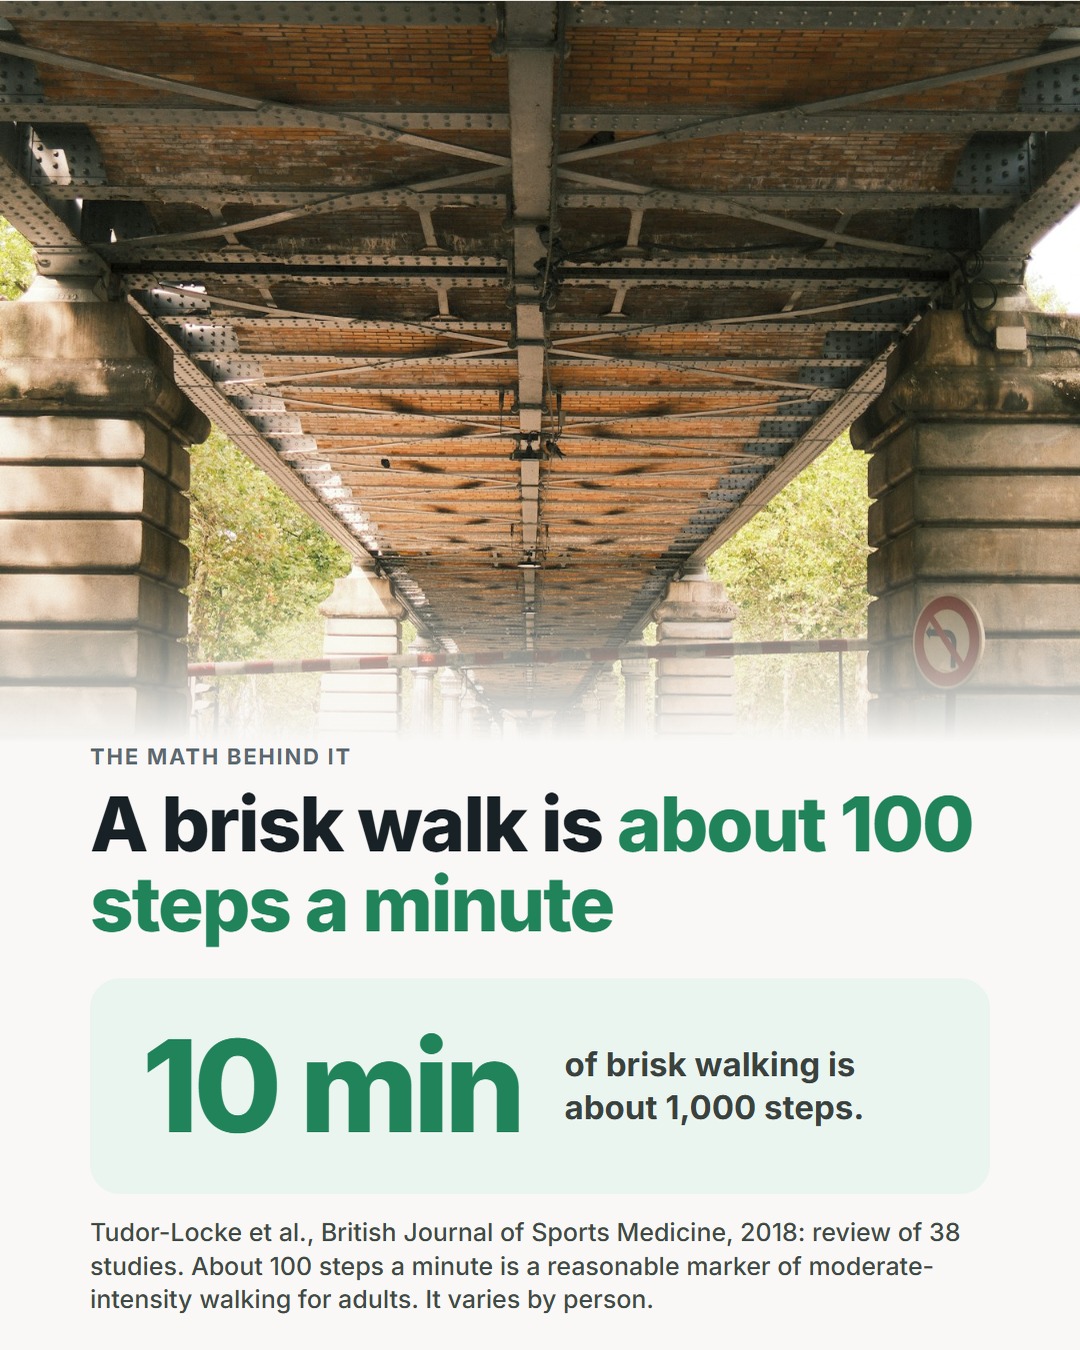 THE MATH BEHIND IT
A brisk walk is about 100
steps a minute
10 min
of brisk walking is
about 1,000 steps.
Tudor-Locke et al., British Journal of Sports Medicine, 2018: review of 38
studies. About 100 steps a minute is a reasonable marker of moderate-
intensity walking for adults. It varies by person.